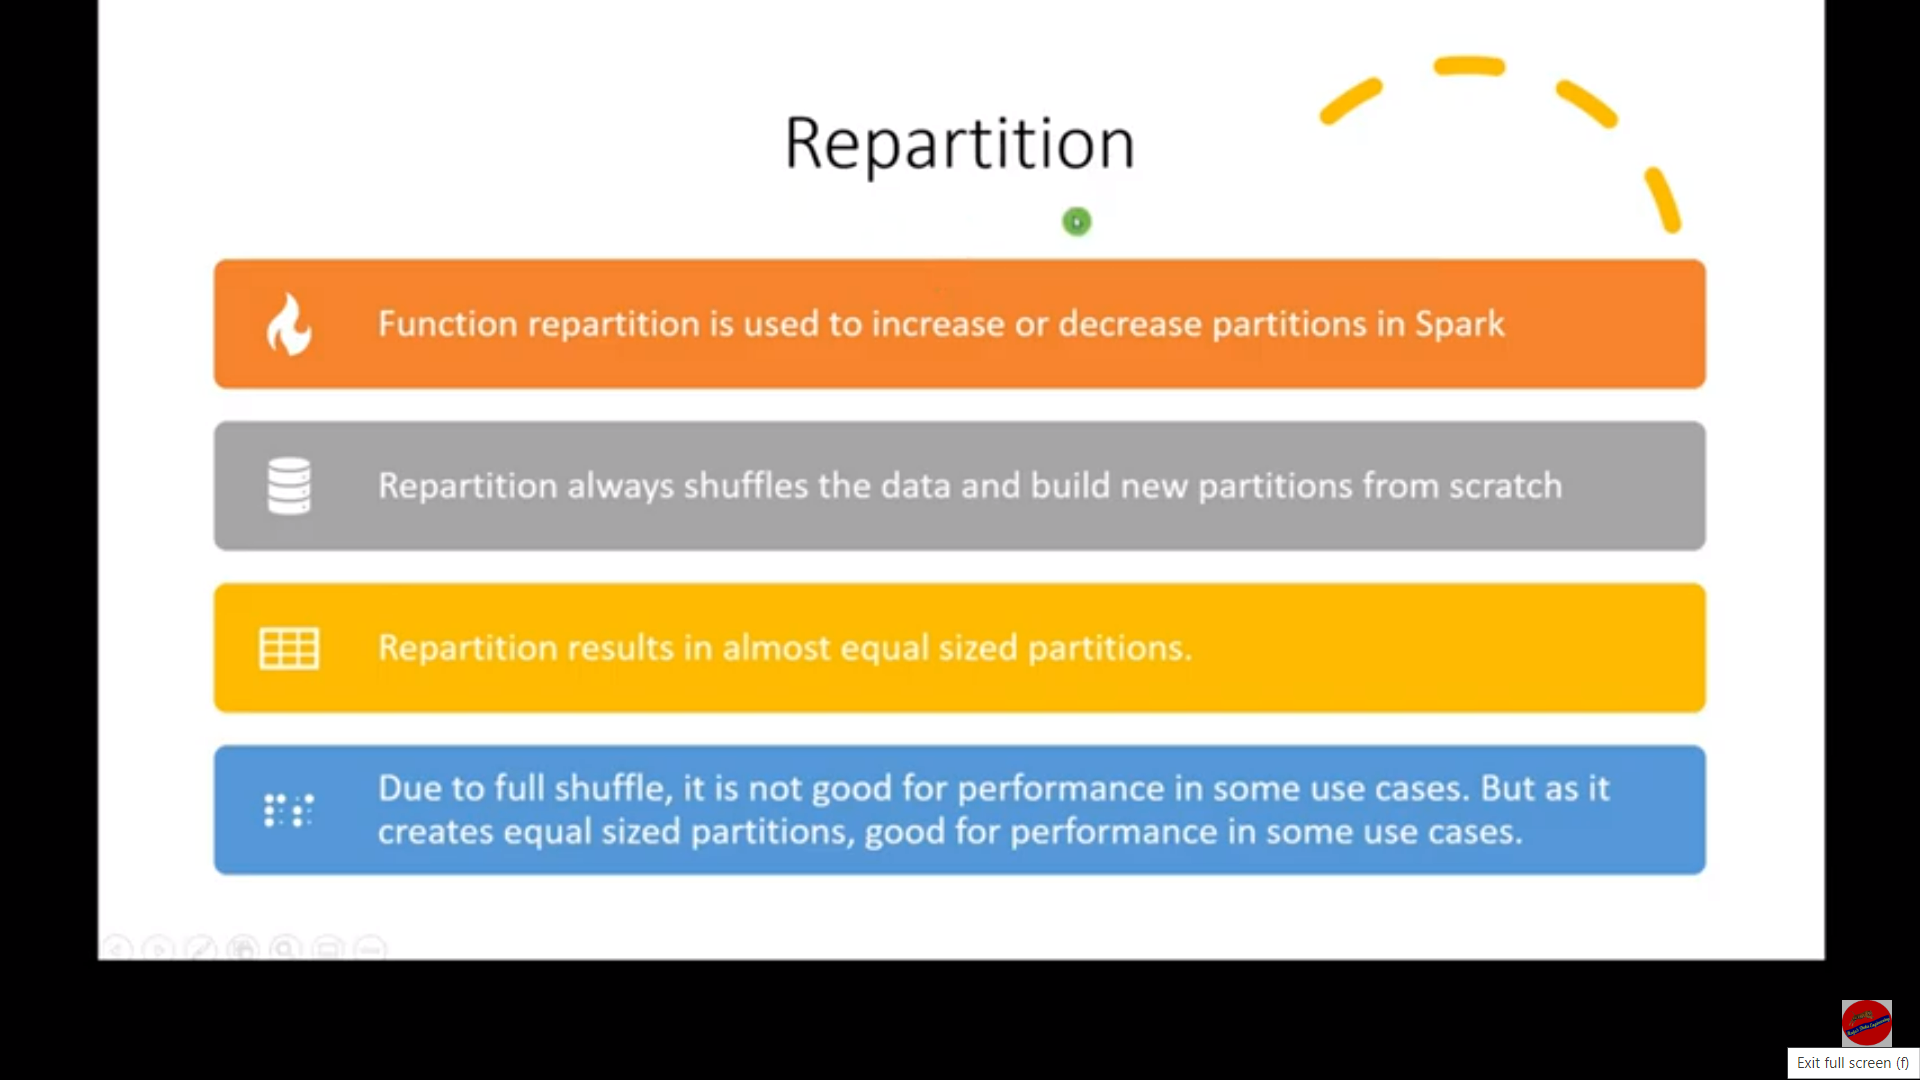 Repartition
Function repartition is used to increase or decrease partitions in Spark
Repartition always shuffles the data and build new partitions from scratch
Repartition results in almost equal sized partitions.
Due to full shuffle, it is not good for performance in some use cases. But as it
creates equal sized partitions, good for performance in some use cases.
Exit full screen (f)